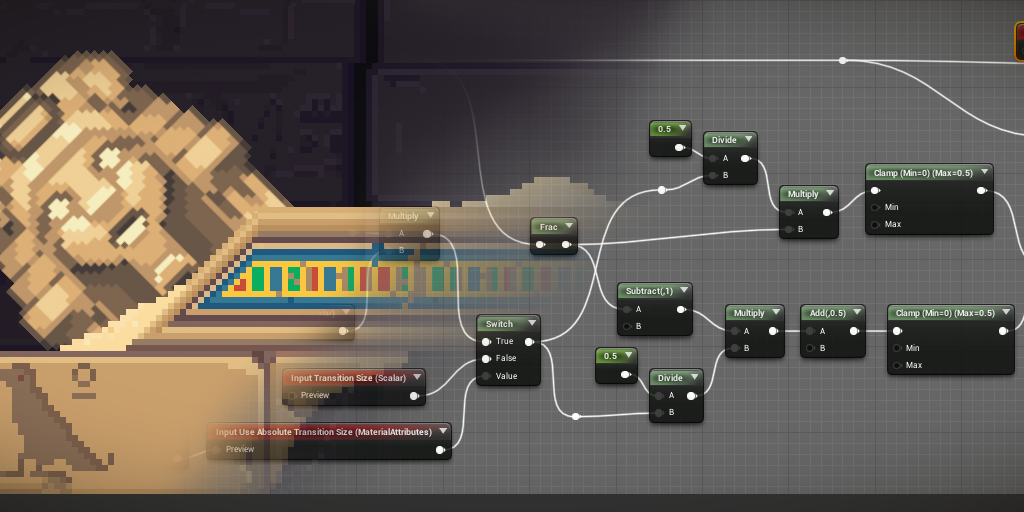 0.5
Divide
A
B
Clamp (Min=0) (Max=0.5)
Min
Max
Multiply
A
B
Multiply
A
B
Frac
Subtract(,1)
A
B
Multiply
A
B
Add(,0.5)
A
B
Clamp (Min=0) (Max=0.5)
Min
Max
Switch
True
False
Value
0.5
Divide
A
B
Input Transition Size (Scalar)
Preview
Input Use Absolute Transition Size (MaterialAttributes)
Preview